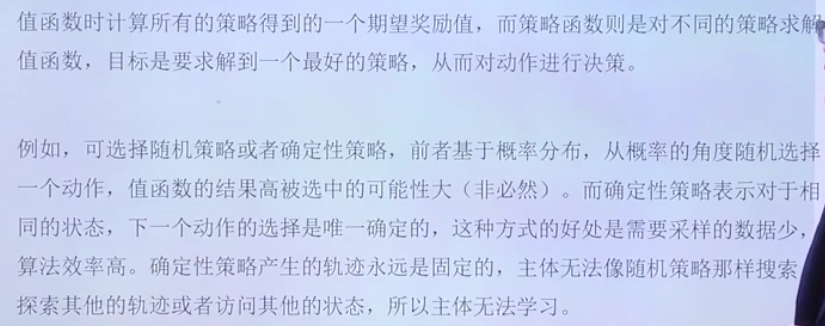 值函数时计算所有的策略得到的一个期望奖励值，而策略函数则是对不同的策略求解
值函数，目标是要求解到一个最好的策略，从而对动作进行决策。
例如，可选择随机策略或者确定性策略，前者基于概率分布，从概率的角度随机选择
一个动作，值函数的结果高被选中的可能性大（非必然）。而确定性策略表示对于相
同的状态，下一个动作的选择是唯一确定的，这种方式的好处是需要采样的数据少，
算法效率高。确定性策略产生的轨迹永远是固定的，主体无法像随机策略那样搜索
探索其他的轨迹或者访问其他的状态，所以主体无法学习。